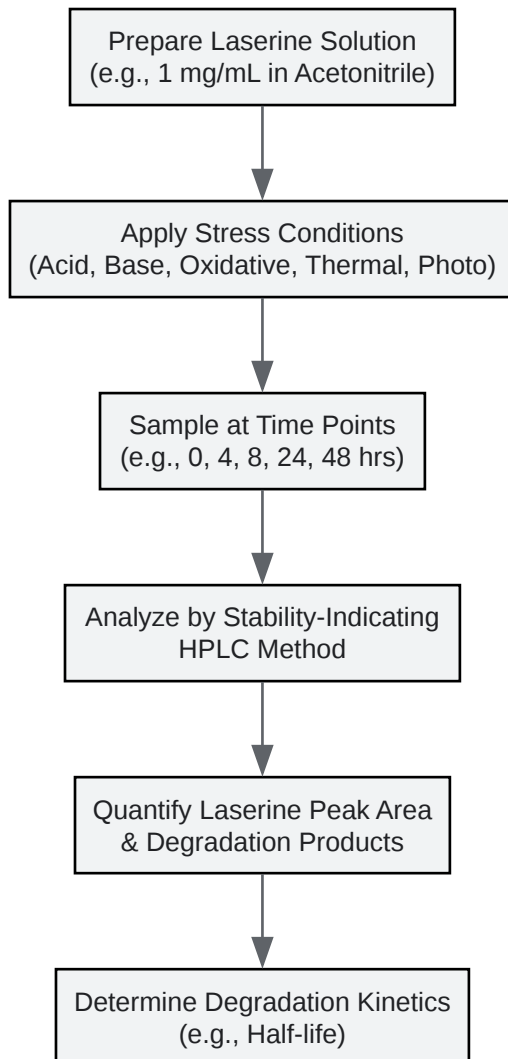 Prepare Laserine Solution
(e.g., 1 mg/mL in Acetonitrile)
Apply Stress Conditions
(Acid, Base, Oxidative, Thermal, Photo)
Sample at Time Points
(e.g., 0, 4, 8, 24, 48 hrs)
Analyze by Stability-Indicating
HPLC Method
Quantify Laserine Peak Area
& Degradation Products
Determine Degradation Kinetics
(e.g., Half-life)